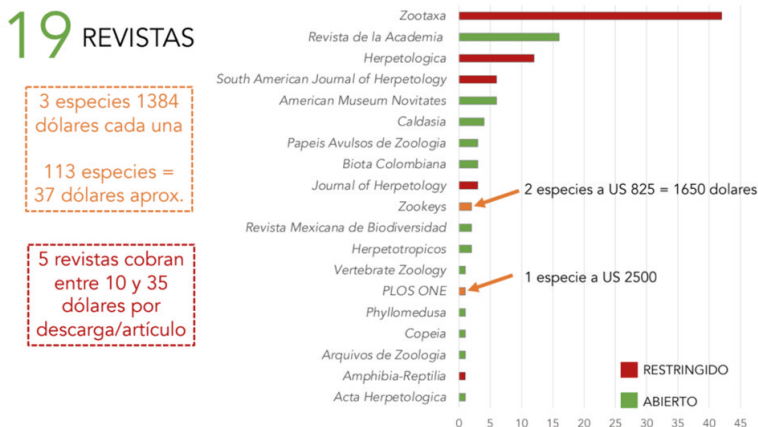 19 REVISTAS
3 especies 1384
dólares cada una
113 especies =
37 dólares aprox.
5 revistas cobran
entre 10 y 35
dólares por
descarga/artículo
Zootaxa
Revista de la Academia
Herpetologica
South American Journal of Herpetology
American Museum Novitates
Caldasia
Papeis Avulsos de Zoologia
Biota Colombiana
Journal of Herpetology
Zookeys
2 especies a US 825 = 1650 dolares
Revista Mexicana de Biodiversidad
Herpetotropicos
Vertebrate Zoology
PLOS ONE
1 especie a US 2500
Phyllomedusa
Copeia
Arquivos de Zoologia
Amphibia-Reptilia
Acta Herpetologica
RESTRINGIDO
ABIERTO
0 5 10 15 20 25 30 35 40 45